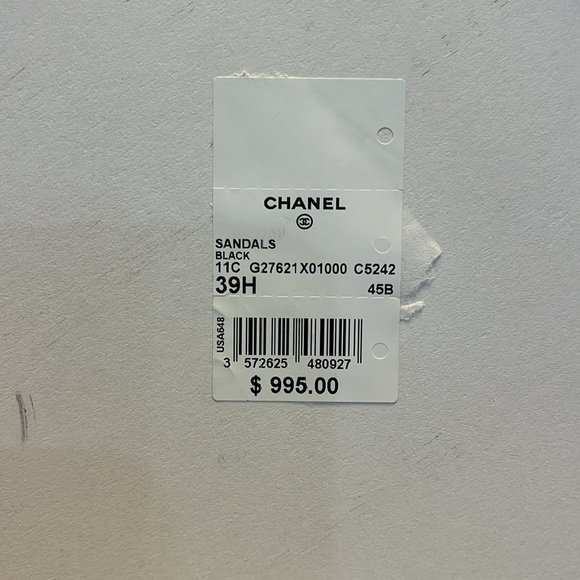 CHANEL
SANDALS
BLACK
11C G27621X01000 C5242
39H 45B
USA648
3 572625 480927
$ 995.00